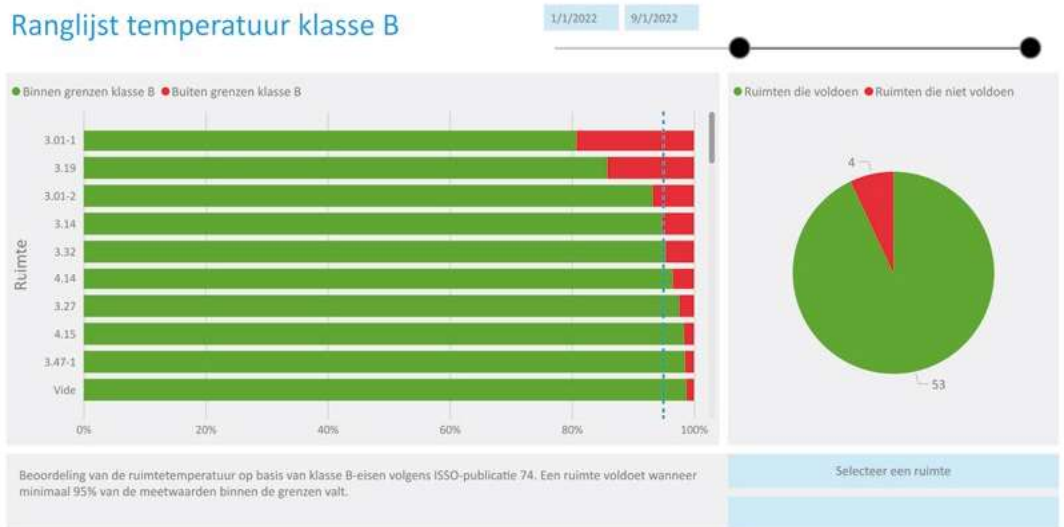 Ranglijst temperatuur klasse B
1/1/2022
9/1/2022
Binnen grenzen klasse B
Buiten grenzen klasse B
Ruimte
3.01-1
3.19
3.01-2
3.14
3.32
4.14
3.27
4.15
3.47-1
Vide
0%
20%
40%
60%
80%
100%
Ruimten die voldoen
Ruimten die niet voldoen
4
53
Beoordeling van de ruimtetemperatuur op basis van klasse B-eisen volgens ISSO-publicatie 74. Een ruimte voldoet wanneer
minimaal 95% van de meetwaarden binnen de grenzen valt.
Selecteer een ruimte